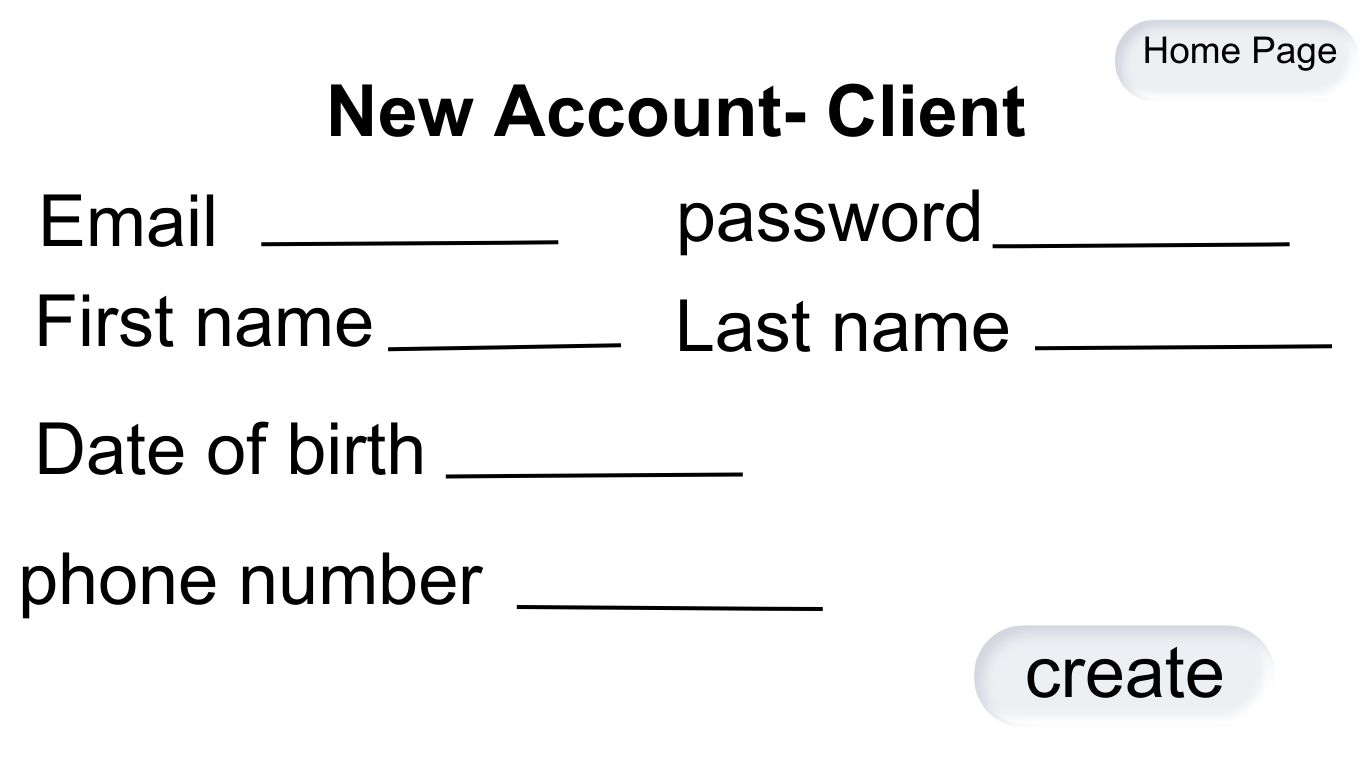 Home Page
New Account- Client
Email password
First name Last name
Date of birth
phone number
create